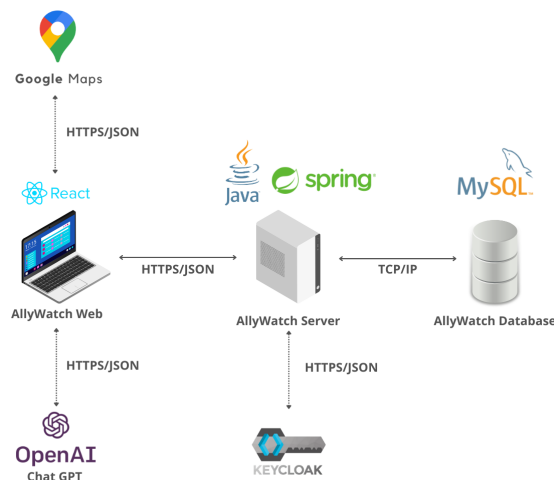 Google Maps
HTTPS/JSON
React
Java
spring
MySQL
HTTPS/JSON
TCP/IP
AllyWatch Web
AllyWatch Server
AllyWatch Database
HTTPS/JSON
HTTPS/JSON
OpenAI
Chat GPT
KEYCLOAK